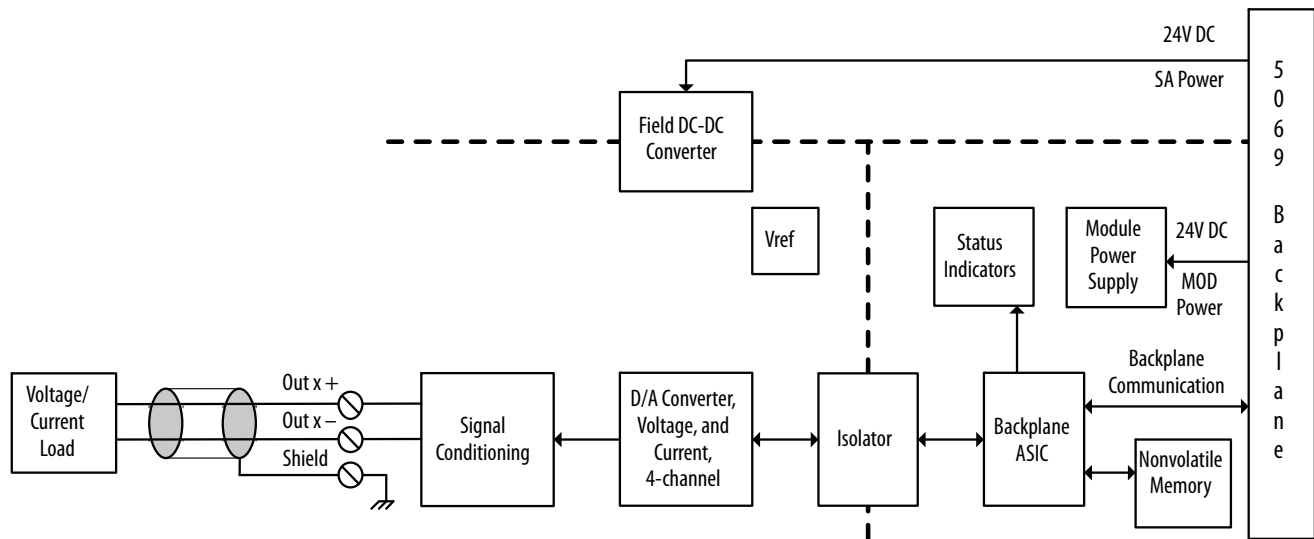 24V DC
SA Power
Field DC-DC
Converter
Vref
Status
Indicators
Module
Power
Supply
24V DC
MOD
Power
5
0
6
9
B
a
c
k
p
l
a
n
e
Backplane
Communication
Voltage/
Current
Load
Out x +
Out x –
Shield
Signal
Conditioning
D/A Converter,
Voltage, and
Current,
4-channel
Isolator
Backplane
ASIC
Nonvolatile
Memory